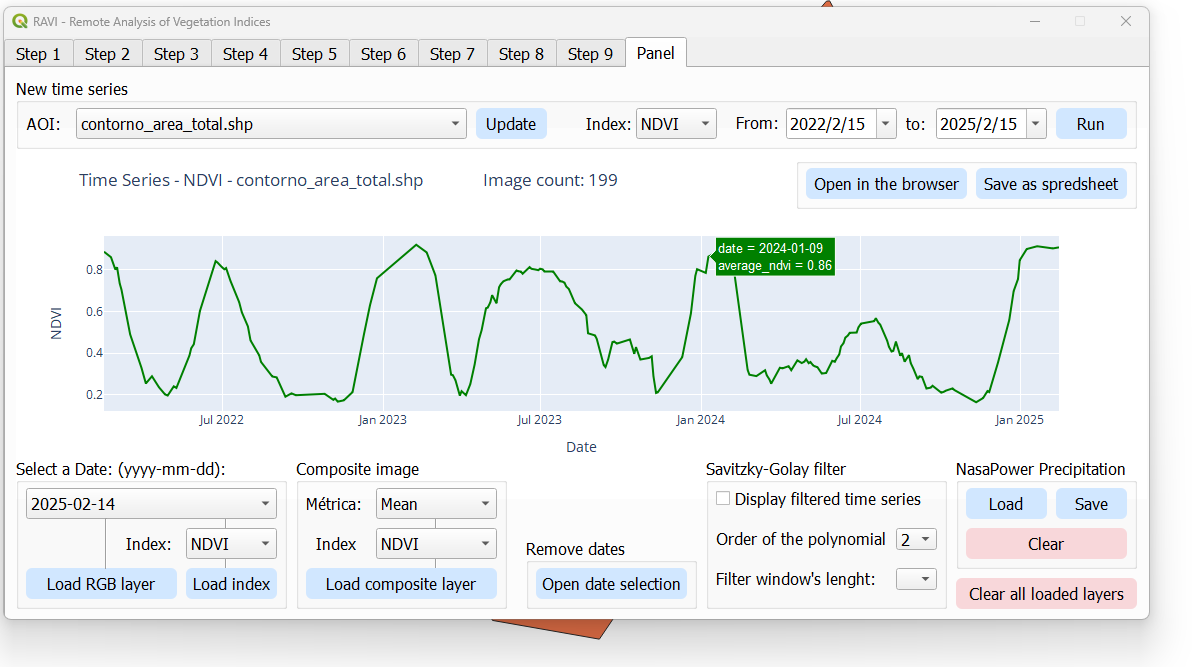 RAVI - Remote Analysis of Vegetation Indices
Step 1 Step 2 Step 3 Step 4 Step 5 Step 6 Step 7 Step 8 Step 9 Panel
New time series
AOI: contorno_area_total.shp Update Index: NDVI From: 2022/2/15 to: 2025/2/15 Run
Time Series - NDVI - contorno_area_total.shp Image count: 199 Open in the browser Save as spredsheet
date = 2024-01-09
average_ndvi = 0.86
0.8
0.6
0.4
0.2
NDVI
Jul 2022 Jan 2023 Jul 2023 Jan 2024 Jul 2024 Jan 2025
Date
Select a Date: (yyyy-mm-dd):
2025-02-14
Index: NDVI
Load RGB layer Load index
Composite image
Métrica: Mean
Index NDVI
Load composite layer
Remove dates
Open date selection
Savitzky-Golay filter
Display filtered time series
Order of the polynomial 2
Filter window's lenght:
NasaPower Precipitation
Load Save
Clear
Clear all loaded layers